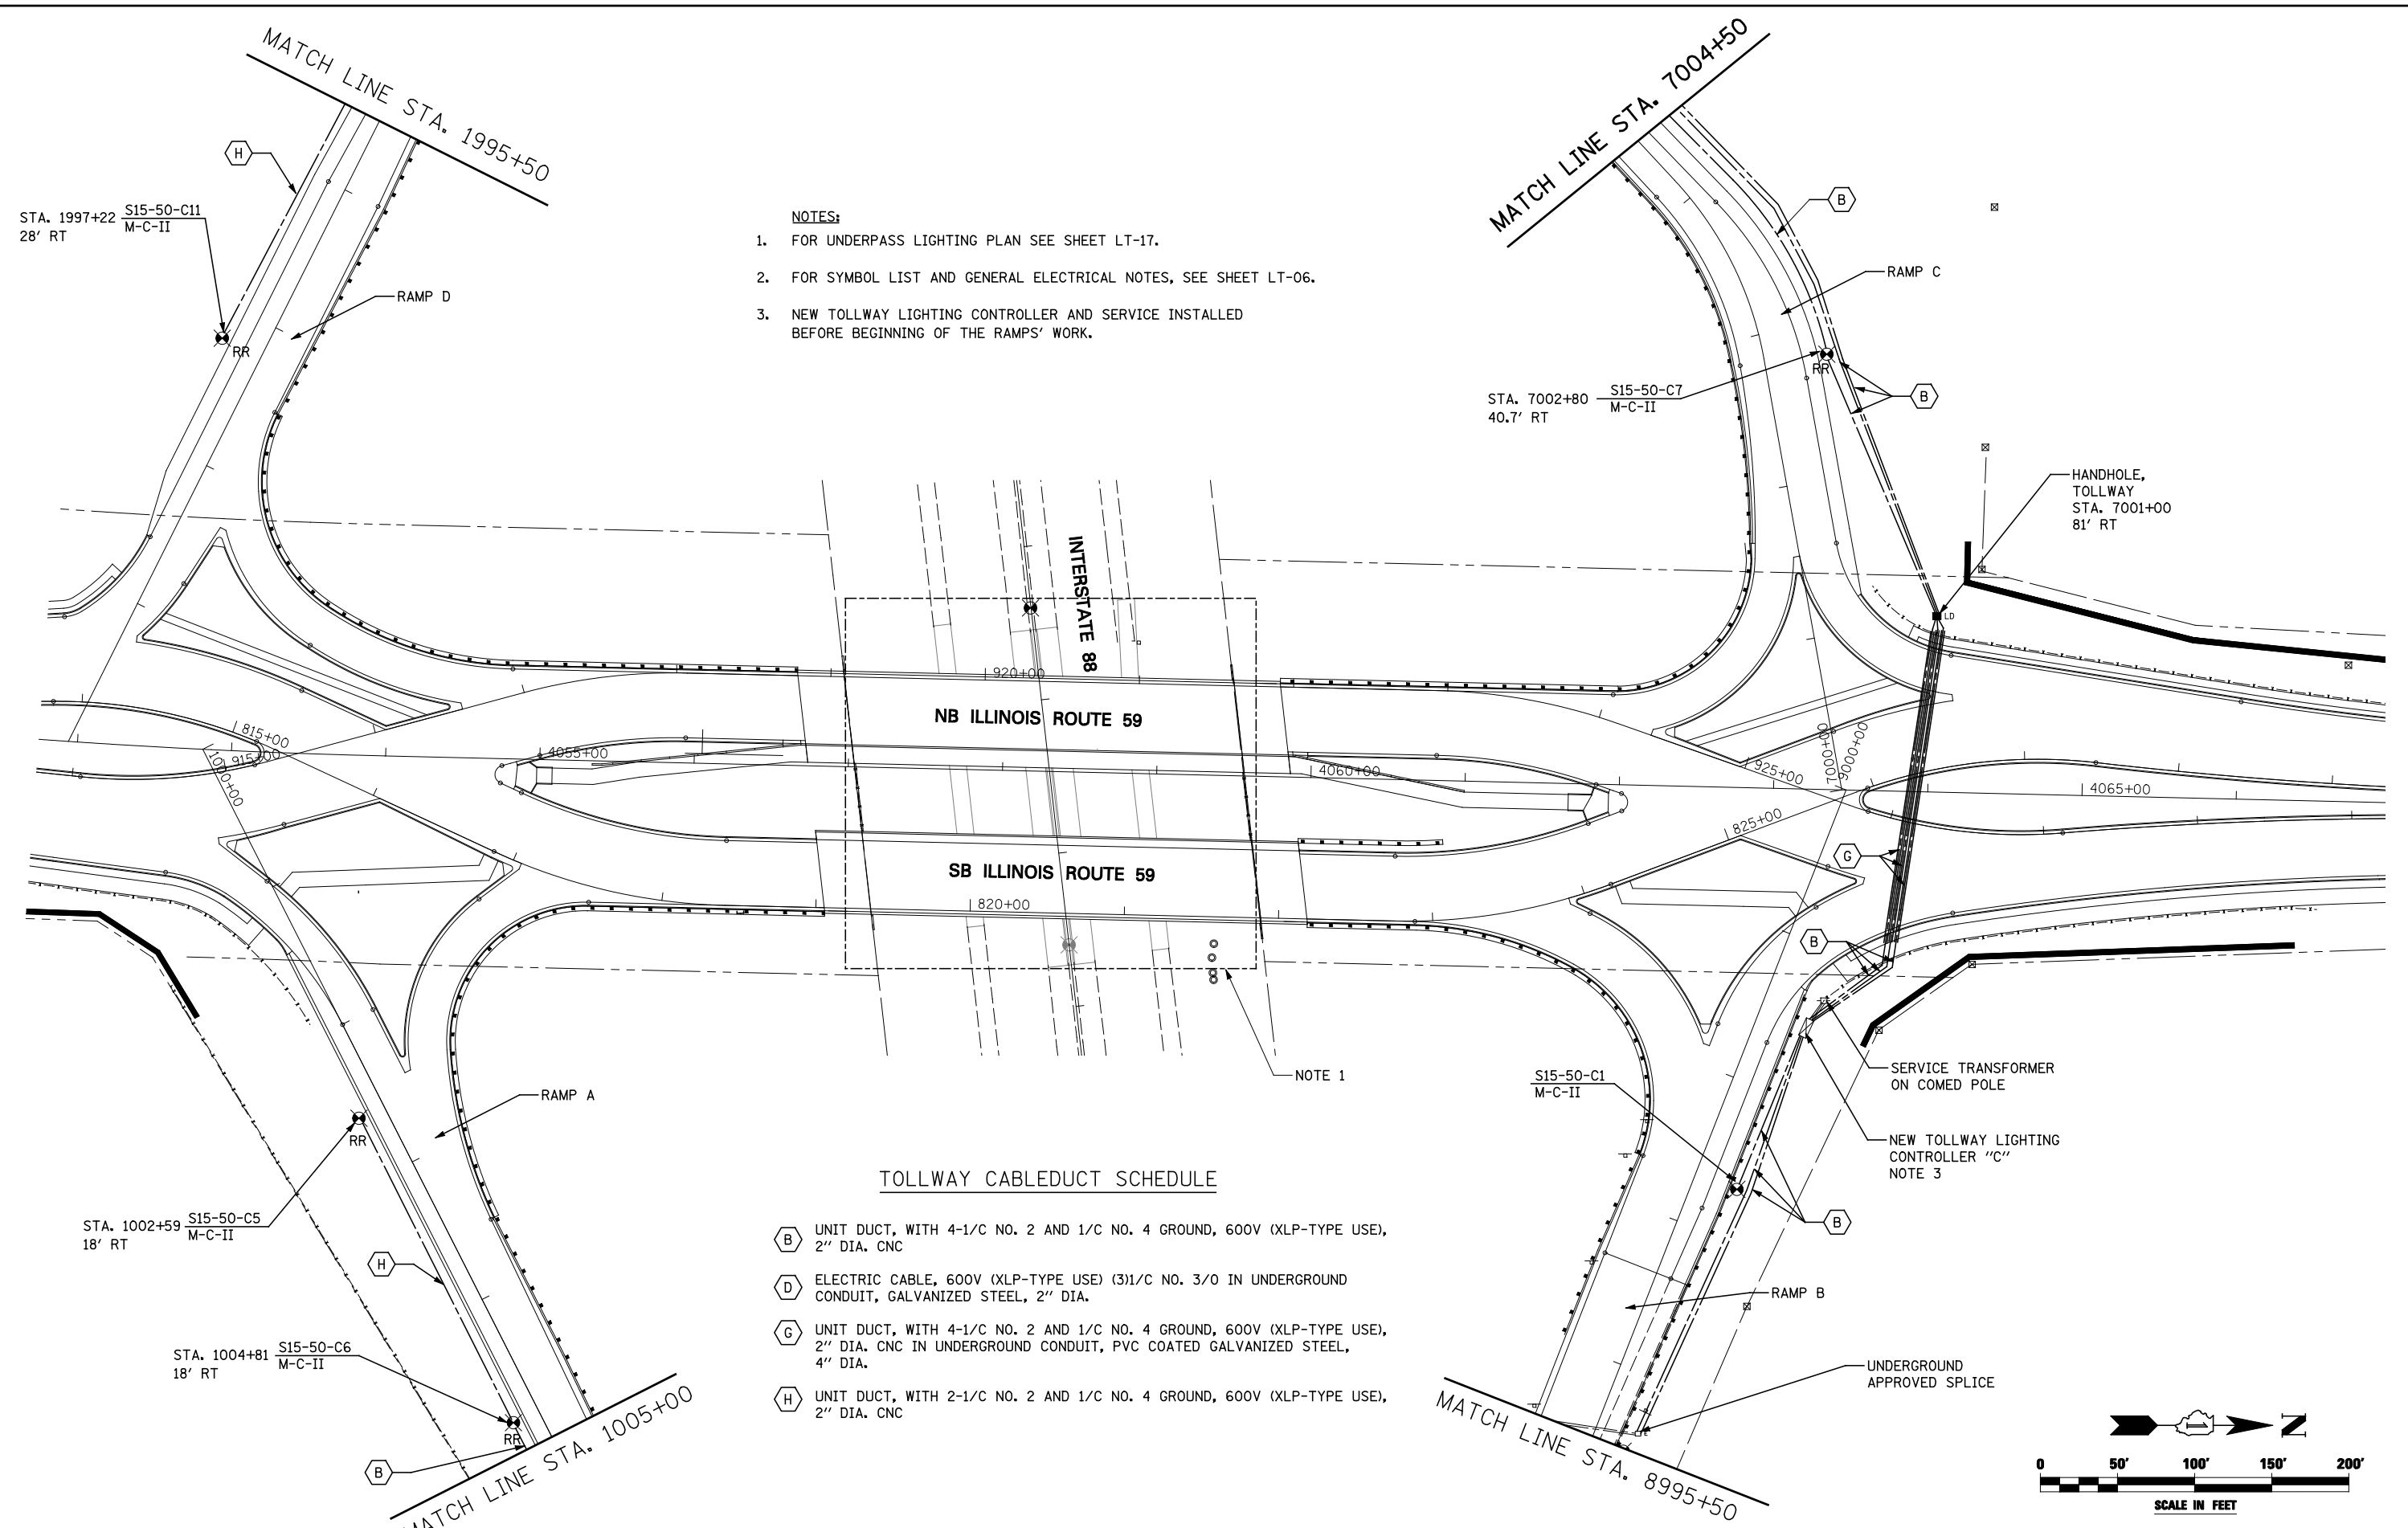 MATCH LINE STA. 1995+50
MATCH LINE STA. 7004+50
H
STA. 1997+22 S15-50-C11
28' RT M-C-II
RR
RAMP D
NOTES:
1. FOR UNDERPASS LIGHTING PLAN SEE SHEET LT-17.
2. FOR SYMBOL LIST AND GENERAL ELECTRICAL NOTES, SEE SHEET LT-06.
3. NEW TOLLWAY LIGHTING CONTROLLER AND SERVICE INSTALLED
BEFORE BEGINNING OF THE RAMPS' WORK.
B
RAMP C
RR
STA. 7002+80 S15-50-C7
40.7' RT M-C-II
B
HANDHOLE,
TOLLWAY
STA. 7001+00
81' RT
LD
INTERSTATE 88
920+00
NB ILLINOIS ROUTE 59
815+00
915+00
1000+00
4055+00
4060+00
925+00
7000+00
9000+00
4065+00
825+00
G
SB ILLINOIS ROUTE 59
820+00
B
NOTE 1
SERVICE TRANSFORMER
ON COMED POLE
S15-50-C1
M-C-II
NEW TOLLWAY LIGHTING
CONTROLLER "C"
NOTE 3
RAMP A
RR
STA. 1002+59 S15-50-C5
18' RT M-C-II
H
B
RAMP B
STA. 1004+81 S15-50-C6
18' RT M-C-II
RR
B
MATCH LINE STA. 1005+00
TOLLWAY CABLEDUCT SCHEDULE
B UNIT DUCT, WITH 4-1/C NO. 2 AND 1/C NO. 4 GROUND, 600V (XLP-TYPE USE),
2" DIA. CNC
D ELECTRIC CABLE, 600V (XLP-TYPE USE) (3)1/C NO. 3/0 IN UNDERGROUND
CONDUIT, GALVANIZED STEEL, 2" DIA.
G UNIT DUCT, WITH 4-1/C NO. 2 AND 1/C NO. 4 GROUND, 600V (XLP-TYPE USE),
2" DIA. CNC IN UNDERGROUND CONDUIT, PVC COATED GALVANIZED STEEL,
4" DIA.
H UNIT DUCT, WITH 2-1/C NO. 2 AND 1/C NO. 4 GROUND, 600V (XLP-TYPE USE),
2" DIA. CNC
UNDERGROUND
APPROVED SPLICE
MATCH LINE STA. 8995+50
N
0 50' 100' 150' 200'
SCALE IN FEET